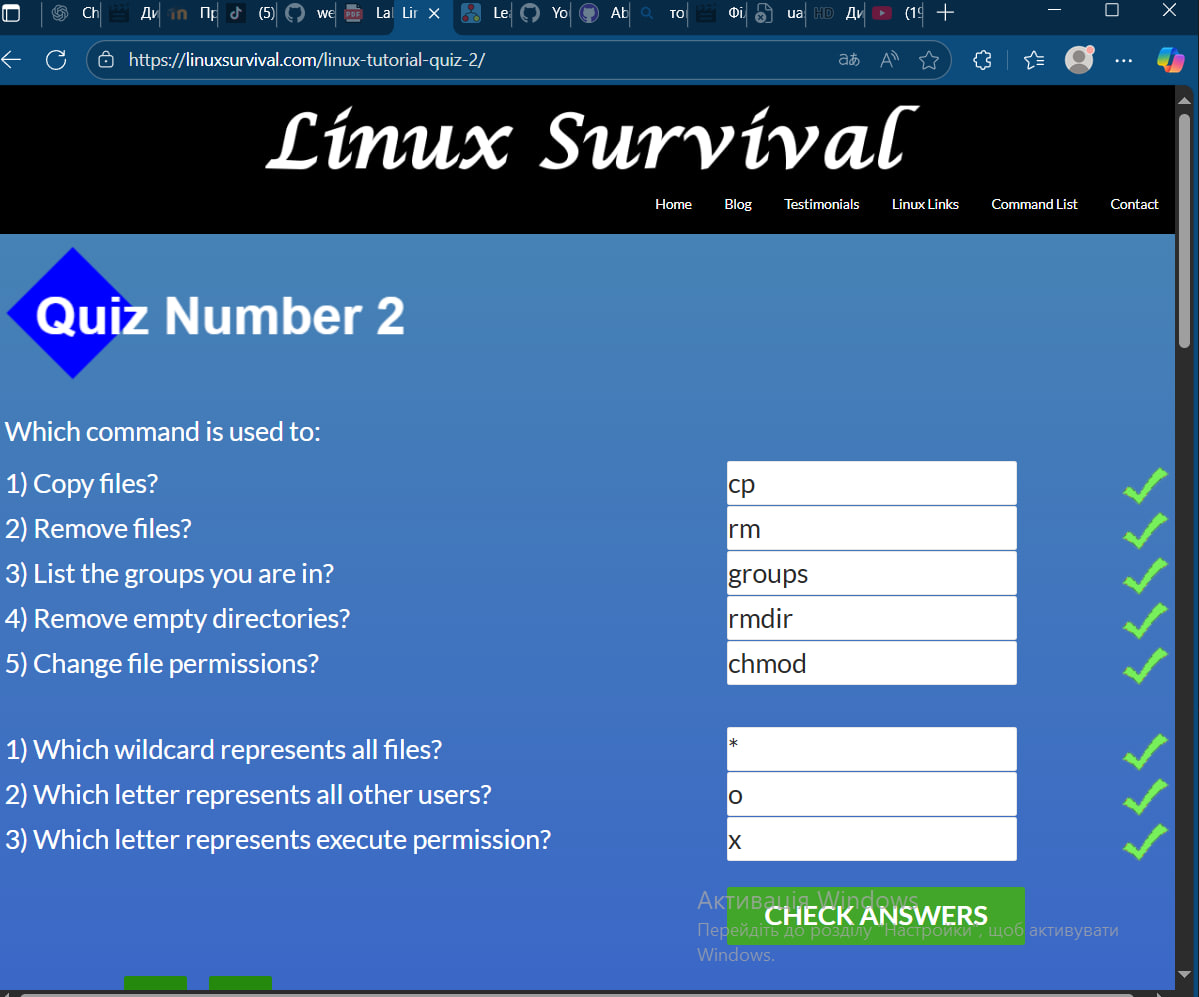 Ch
Ди
Пр
(5)
we
La
Lir
Le
Yo
Ab
то
Філ
ua
HD
Ди
(19
https://linuxsurvival.com/linux-tutorial-quiz-2/
Linux Survival
Home Blog Testimonials Linux Links Command List Contact
Quiz Number 2
Which command is used to:
1) Copy files? cp
2) Remove files? rm
3) List the groups you are in? groups
4) Remove empty directories? rmdir
5) Change file permissions? chmod
1) Which wildcard represents all files? *
2) Which letter represents all other users? o
3) Which letter represents execute permission? x
CHECK ANSWERS
Активація Windows
Перейдіть до розділу "Настройки", щоб активувати
Windows.